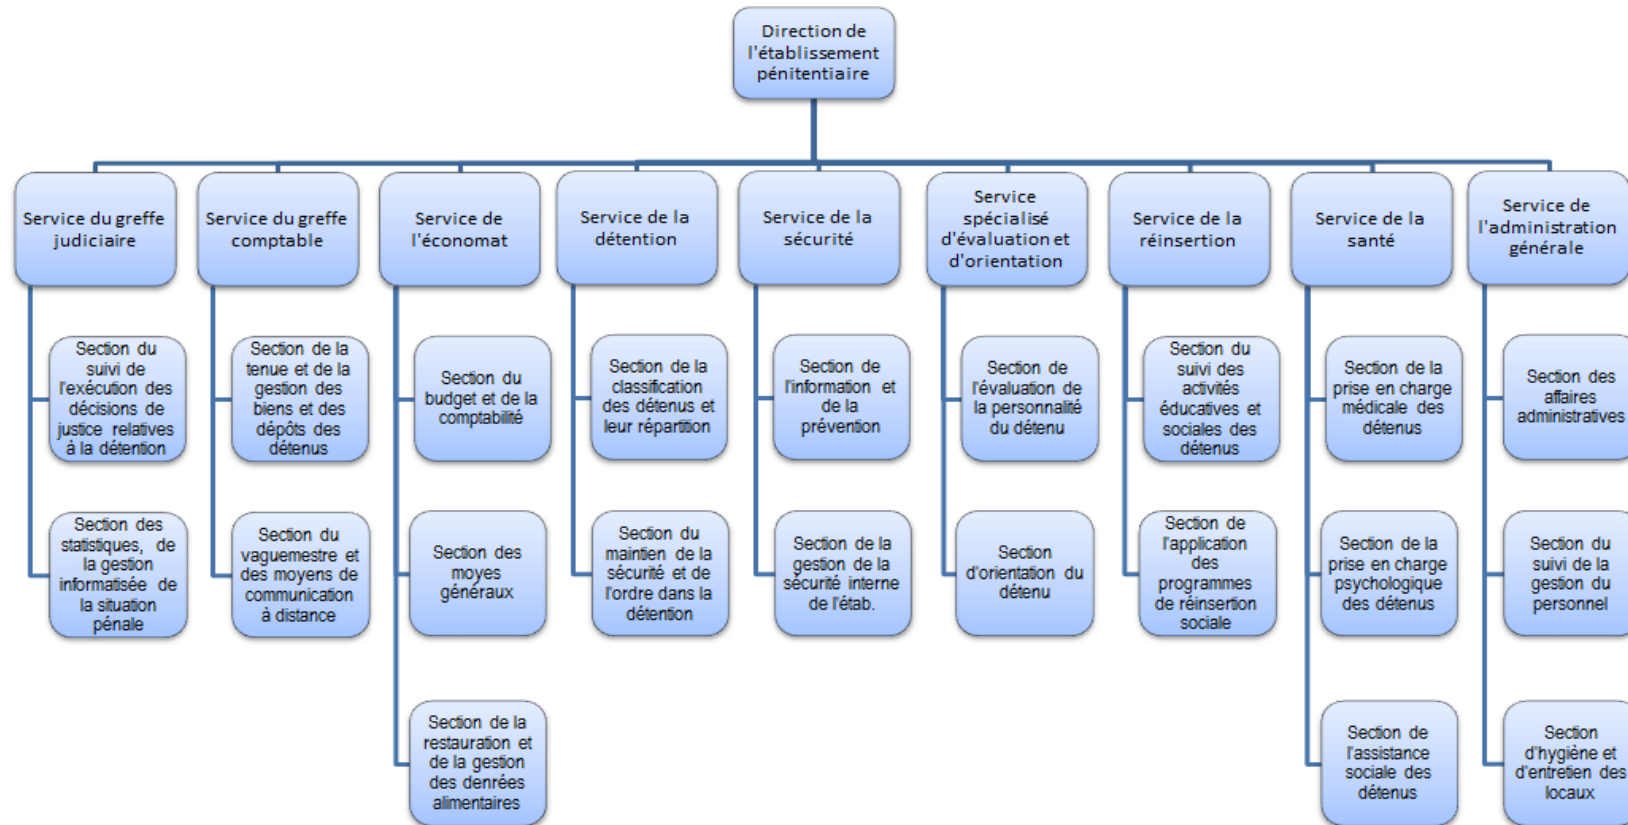 Direction de
l'établissement
pénitentiaire
Service du greffe
judiciaire
Service du greffe
comptable
Service de
l'économat
Service de la
détention
Service de la
sécurité
Service
spécialisé
d'évaluation et
d'orientation
Service de la
réinsertion
Service de la
santé
Service de
l'administration
générale
Section du
suivi de
l'exécution des
décisions de
justice relatives
à la détention
Section de la
tenue et de la
gestion des
biens et des
dépôts des
détenus
Section du
budget et de la
comptabilité
Section de la
classification
des détenus et
leur répartition
Section de
l'information et
de la
prévention
Section de
l'évaluation de
la personnalité
du détenu
Section du
suivi des
activités
éducatives et
sociales des
détenus
Section de la
prise en charge
médicale des
détenus
Section des
affaires
administratives
Section des
statistiques, de
la gestion
informatisée de
la situation
pénale
Section du
vaguemestre et
des moyens de
communication
à distance
Section des
moyes
généraux
Section du
maintien de la
sécurité et de
l'ordre dans la
détention
Section de la
gestion de la
sécurité interne
de l'étab.
Section
d'orientation du
détenu
Section de
l'application
des
programmes
de réinsertion
sociale
Section de la
prise en charge
psychologique
des détenus
Section du
suivi de la
gestion du
personnel
Section de la
restauration et
de la gestion
des denrées
alimentaires
Section de
l'assistance
sociale des
détenus
Section
d'hygiène et
d'entretien des
locaux